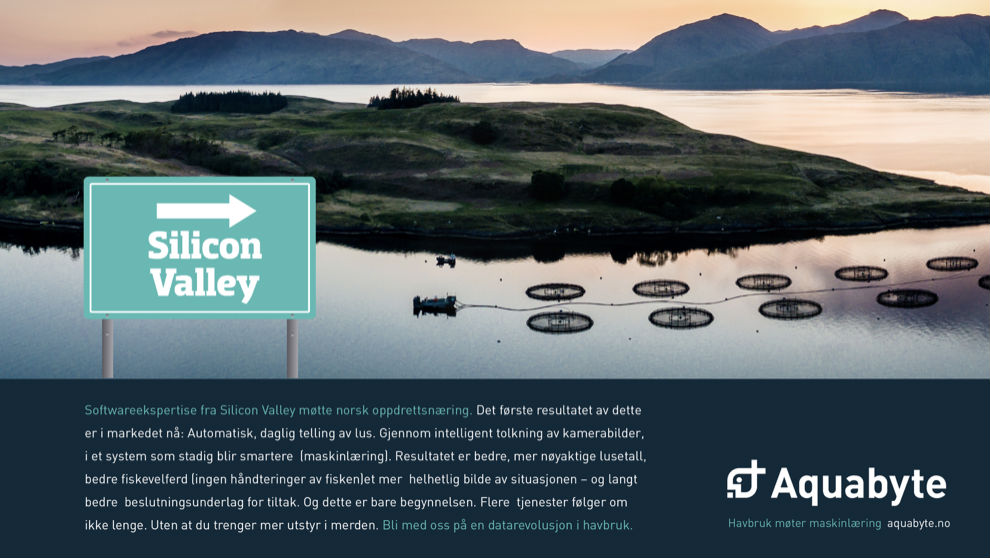 Silicon
Valley
Softwareekspertise fra Silicon Valley møtte norsk oppdrettsnæring. Det første resultatet av dette
er i markedet nå: Automatisk, daglig telling av lus. Gjennom intelligent tolkning av kamerabilder,
i et system som stadig blir smartere (maskinlæring). Resultatet er bedre, mer nøyaktige lusetall,
bedre fiskevelferd (ingen håndteringer av fisken)et mer helhetlig bilde av situasjonen – og langt
bedre beslutningsunderlag for tiltak. Og dette er bare begynnelsen. Flere tjenester følger om
ikke lenge. Uten at du trenger mer utstyr i merden. Bli med oss på en datarevolusjon i havbruk.
Aquabyte
Havbruk møter maskinlæring aquabyte.no